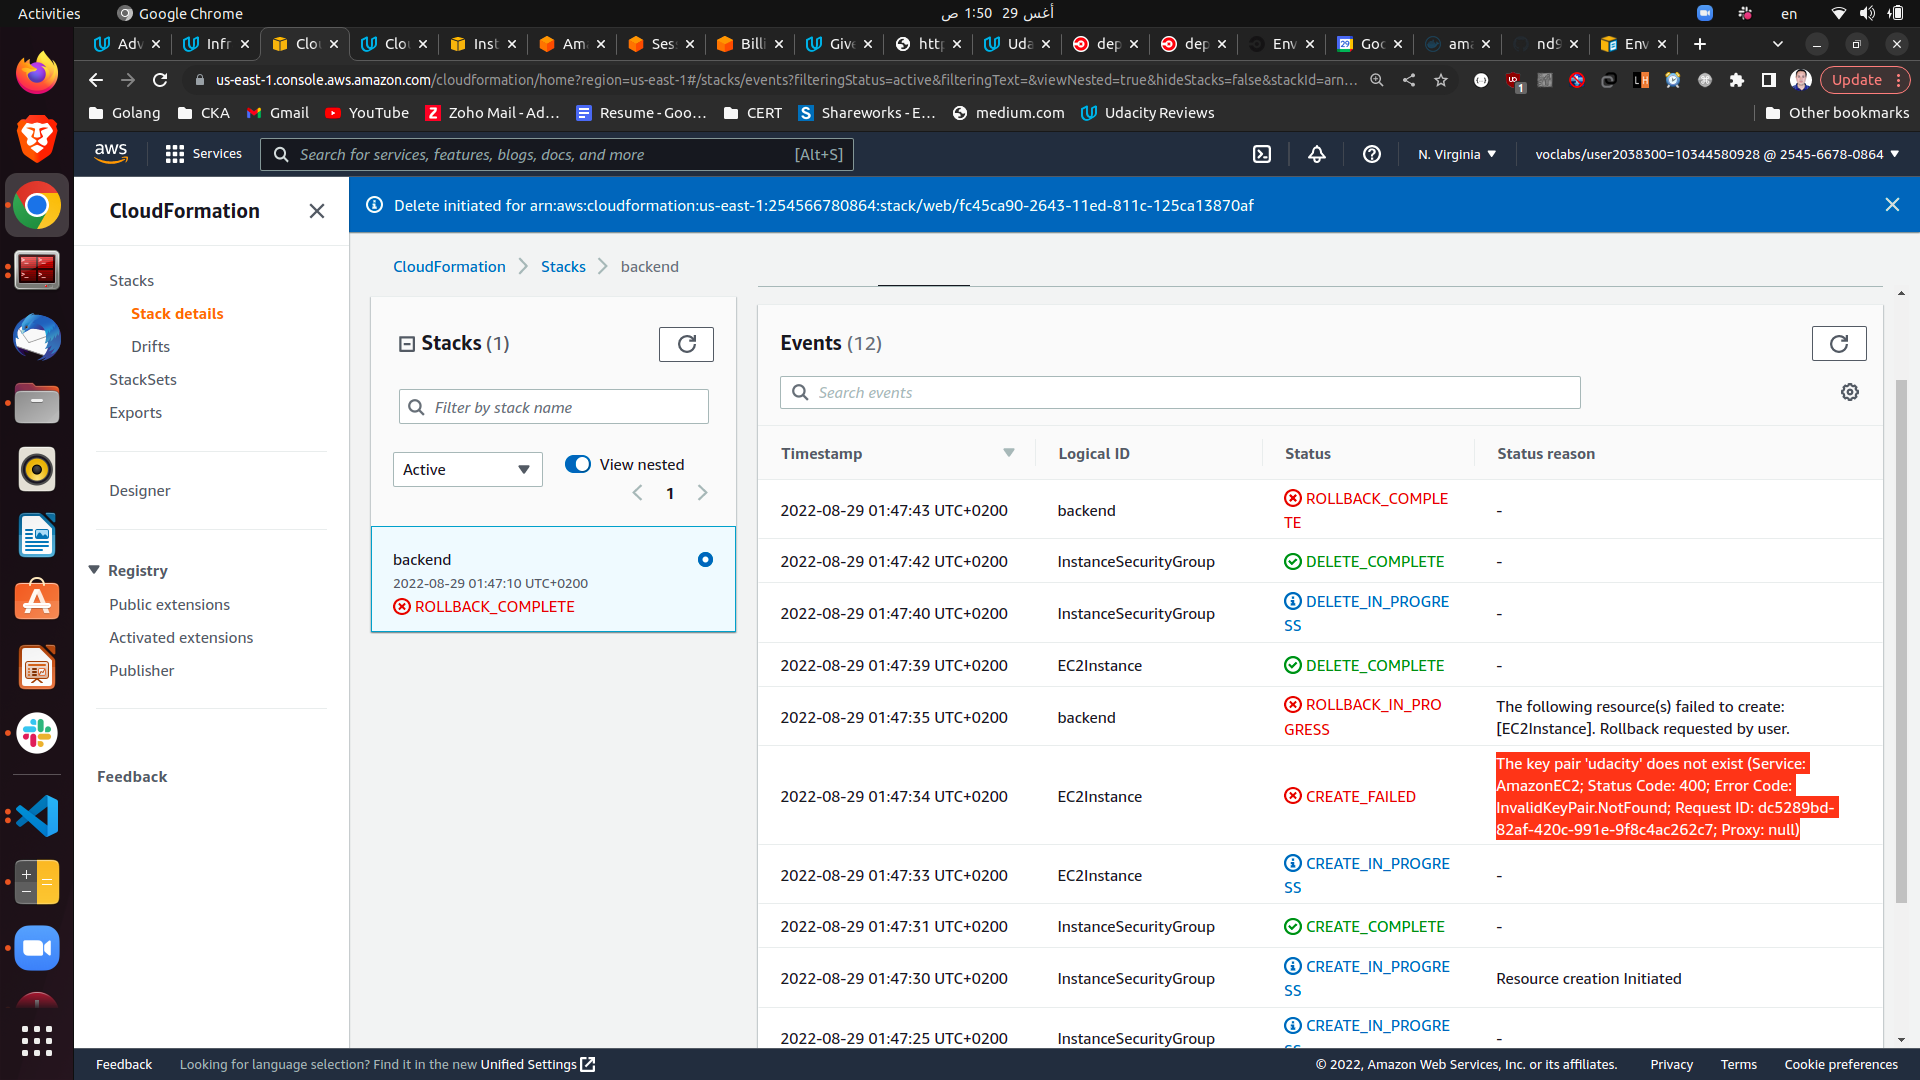 Activities
Google Chrome
أغس 29 1:50 ص
en
Adv
Infr
Clou
Clou
Inst
Ama
Sess
Billi
Give
http
Uda
dep
dep
Env
Goo
ama
nd9
Env
us-east-1.console.aws.amazon.com/cloudformation/home?region=us-east-1#/stacks/events?filteringStatus=active&filteringText=&viewNested=true&hideStacks=false&stackId=arn...
1
Update
Golang
CKA
Gmail
YouTube
Zoho Mail - Ad...
Resume - Goo...
CERT
Shareworks - E...
medium.com
Udacity Reviews
Other bookmarks
aws
Services
Search for services, features, blogs, docs, and more
[Alt+S]
N. Virginia
voclabs/user2038300=10344580928 @ 2545-6678-0864
CloudFormation
Delete initiated for arn:aws:cloudformation:us-east-1:254566780864:stack/web/fc45ca90-2643-11ed-811c-125ca13870af
Stacks
Stack details
Drifts
StackSets
Exports
Designer
Registry
Public extensions
Activated extensions
Publisher
Feedback
CloudFormation
Stacks
backend
Stacks (1)
Filter by stack name
Active
View nested
1
backend
2022-08-29 01:47:10 UTC+0200
ROLLBACK_COMPLETE
Events (12)
Search events
Timestamp
Logical ID
Status
Status reason
2022-08-29 01:47:43 UTC+0200
backend
ROLLBACK_COMPLE
TE
-
2022-08-29 01:47:42 UTC+0200
InstanceSecurityGroup
DELETE_COMPLETE
-
2022-08-29 01:47:40 UTC+0200
InstanceSecurityGroup
DELETE_IN_PROGRE
SS
-
2022-08-29 01:47:39 UTC+0200
EC2Instance
DELETE_COMPLETE
-
2022-08-29 01:47:35 UTC+0200
backend
ROLLBACK_IN_PRO
GRESS
The following resource(s) failed to create:
[EC2Instance]. Rollback requested by user.
2022-08-29 01:47:34 UTC+0200
EC2Instance
CREATE_FAILED
The key pair 'udacity' does not exist (Service:
AmazonEC2; Status Code: 400; Error Code:
InvalidKeyPair.NotFound; Request ID: dc5289bd-
82af-420c-991e-9f8c4ac262c7; Proxy: null)
2022-08-29 01:47:33 UTC+0200
EC2Instance
CREATE_IN_PROGRE
SS
-
2022-08-29 01:47:31 UTC+0200
InstanceSecurityGroup
CREATE_COMPLETE
-
2022-08-29 01:47:30 UTC+0200
InstanceSecurityGroup
CREATE_IN_PROGRE
SS
Resource creation Initiated
2022-08-29 01:47:25 UTC+0200
InstanceSecurityGroup
CREATE_IN_PROGRE
-
Feedback
Looking for language selection? Find it in the new Unified Settings
© 2022, Amazon Web Services, Inc. or its affiliates.
Privacy
Terms
Cookie preferences